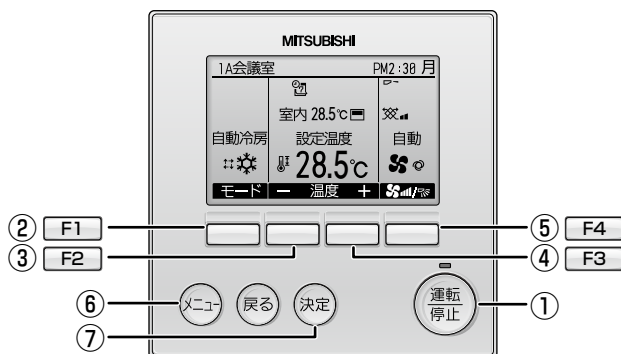 MITSUBISHI
1A会議室 PM2:30 月
室内 28.5℃
自動冷房 設定温度 自動
28.5℃
モード − 温度 +
② F1
③ F2
⑤ F4
④ F3
⑥ メニュー 戻る 決定 運転 ①
停止
⑦